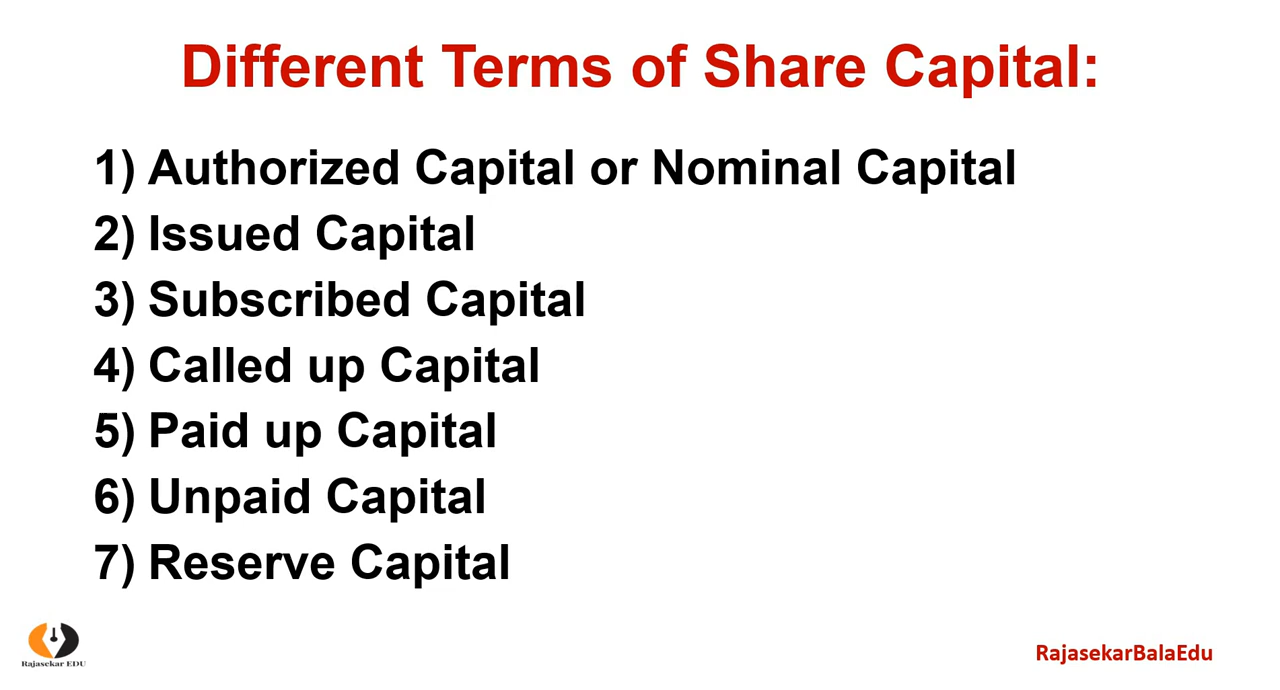 Different Terms of Share Capital:
1) Authorized Capital or Nominal Capital
2) Issued Capital
3) Subscribed Capital
4) Called up Capital
5) Paid up Capital
6) Unpaid Capital
7) Reserve Capital
Rajasekar EDU
RajasekarBalaEdu